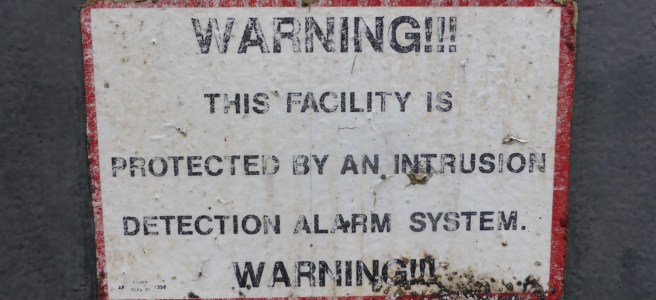 WARNING!!!
THIS FACILITY IS
PROTECTED BY AN INTRUSION
DETECTION ALARM SYSTEM.
WARNING!!!